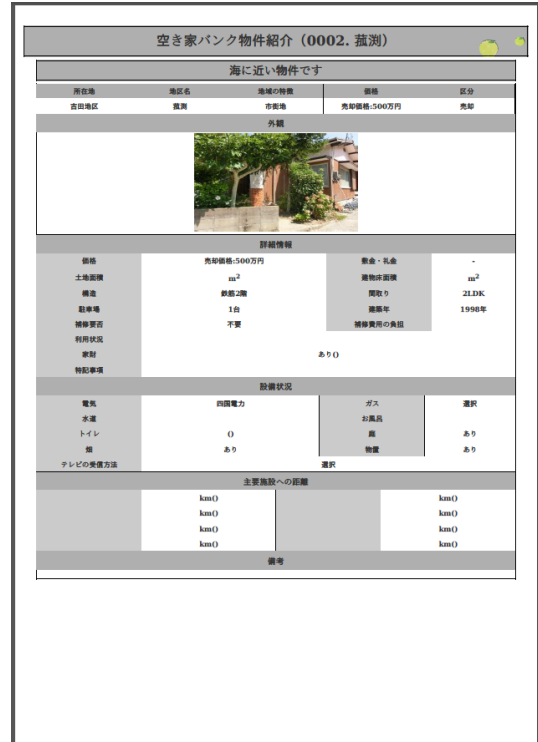 空き家バンク物件紹介（0002. 菰渕）
海に近い物件です
所在地 地区名 地域の特徴 価格 区分
吉田地区 菰渕 市街地 売却価格:500万円 売却
外観
詳細情報
価格 売却価格:500万円 敷金・礼金 -
土地面積 m² 建物床面積 m²
構造 鉄筋2階 間取り 2LDK
駐車場 1台 建築年 1998年
補修要否 不要 補修費用の負担
利用状況
家財 あり()
特記事項
設備状況
電気 四国電力 ガス 選択
水道 お風呂
トイレ () 庭 あり
畑 あり 物置 あり
テレビの受信方法 選択
主要施設への距離
km() km()
km() km()
km() km()
km() km()
備考